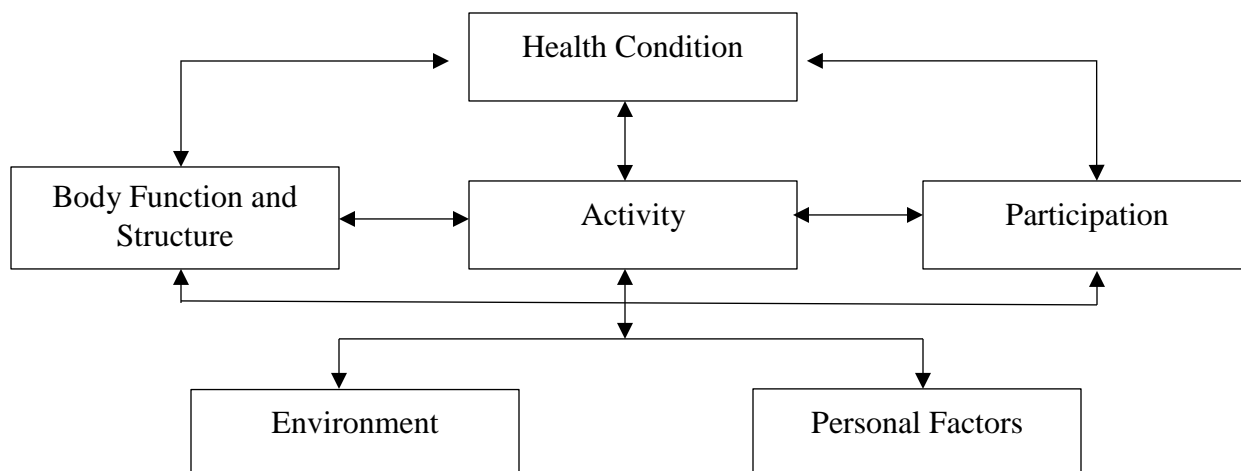 Health Condition
Body Function and
Structure
Activity
Participation
Environment
Personal Factors